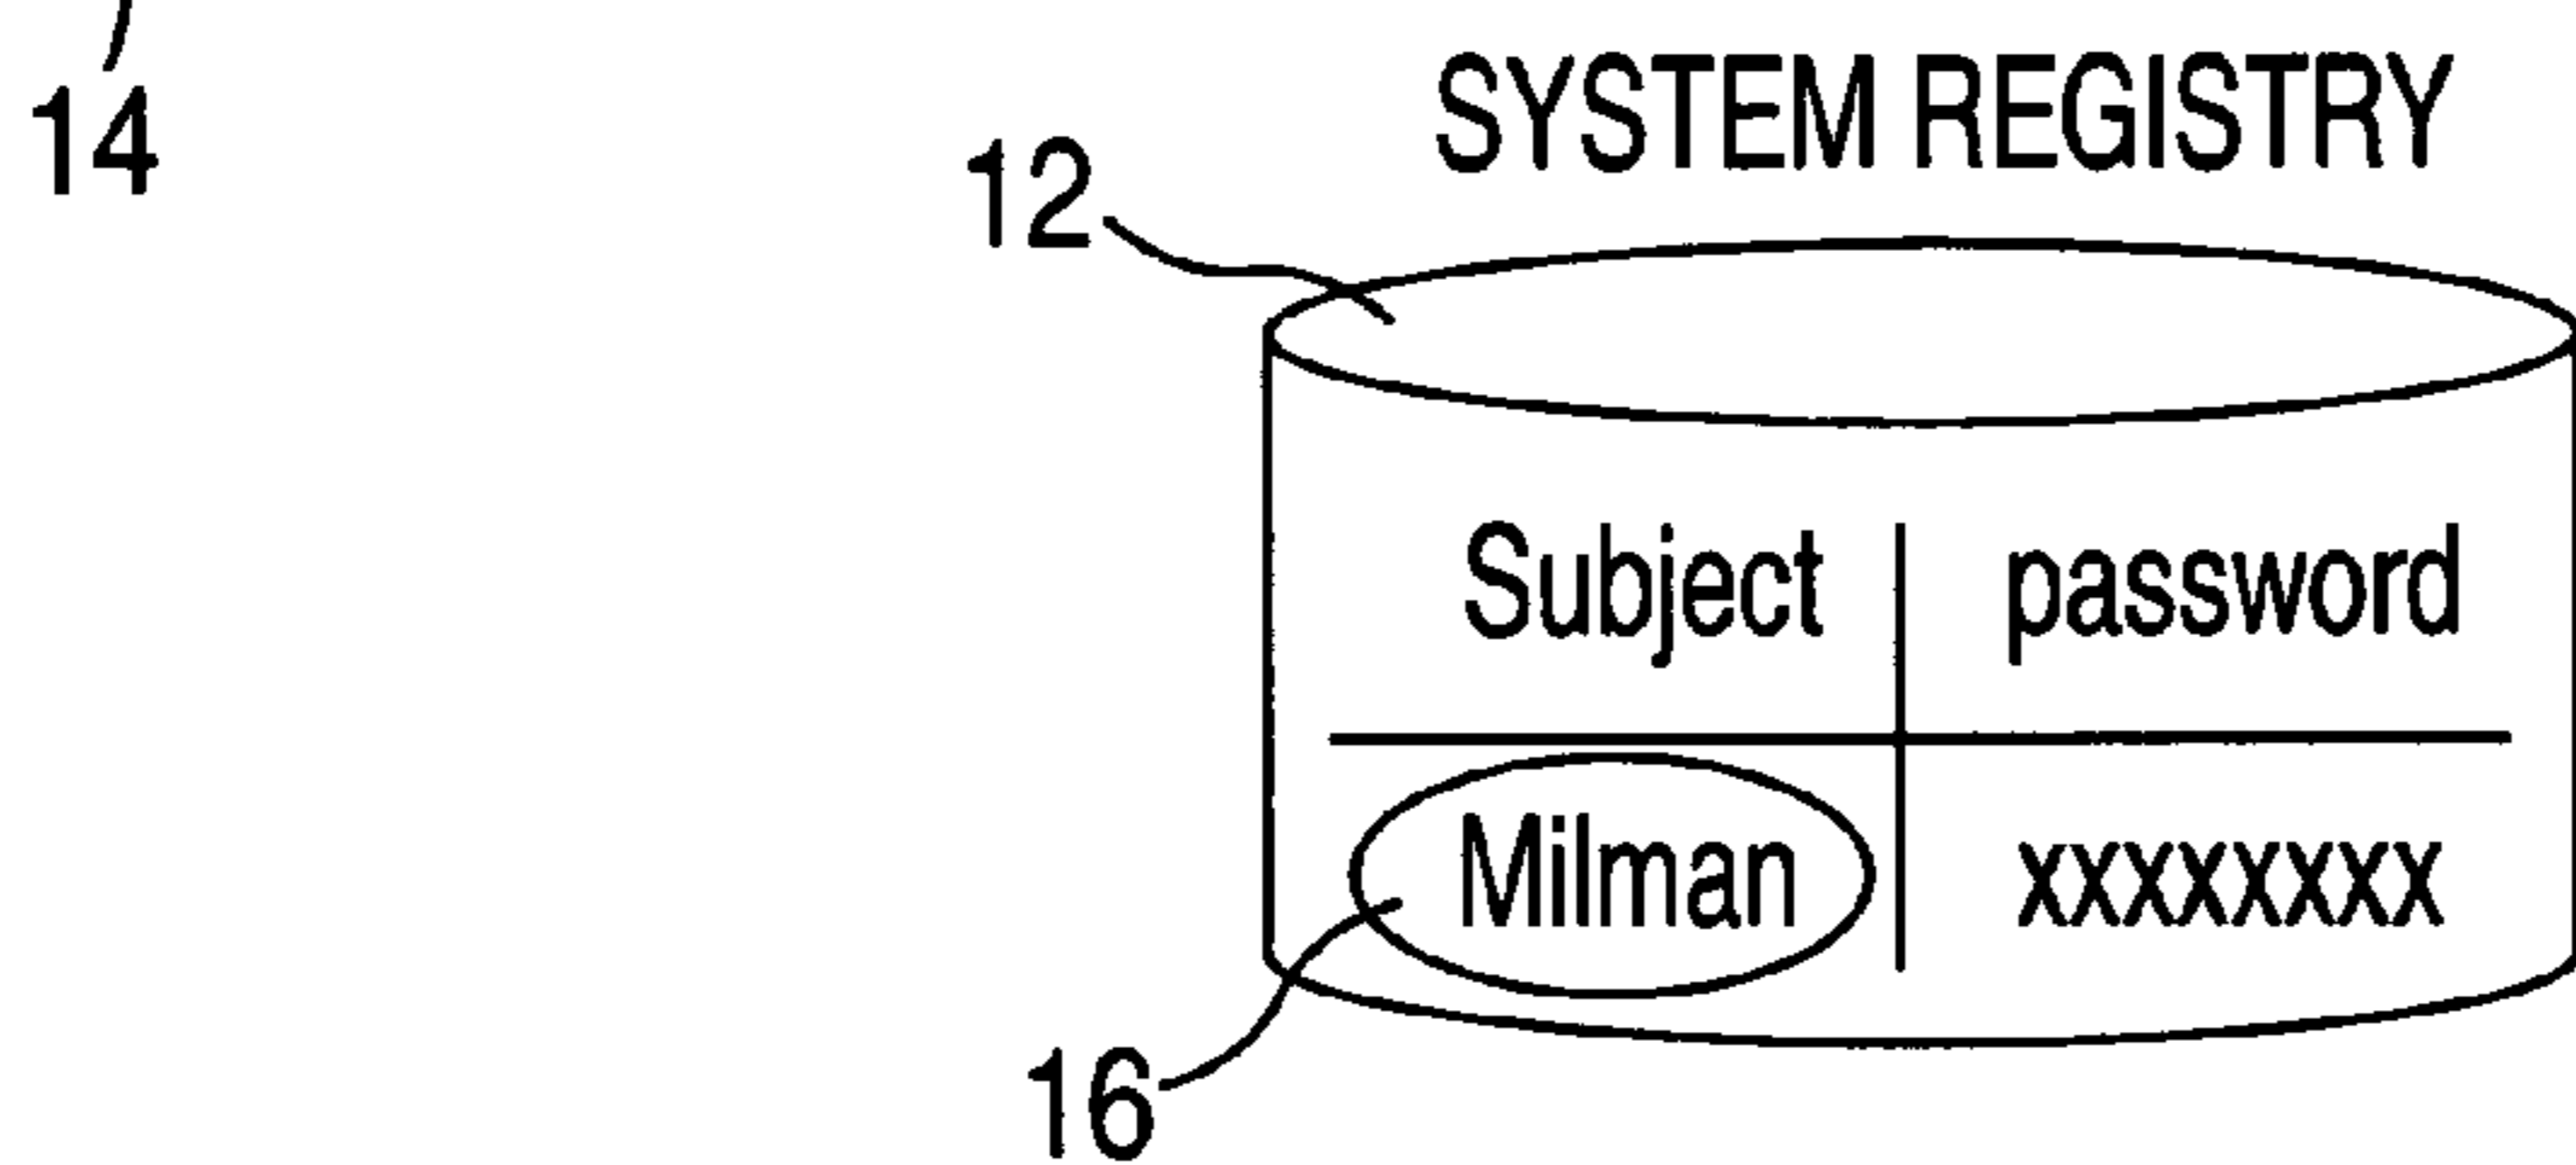 14
SYSTEM REGISTRY
12
Subject password
Milman xxxxxxxx
16